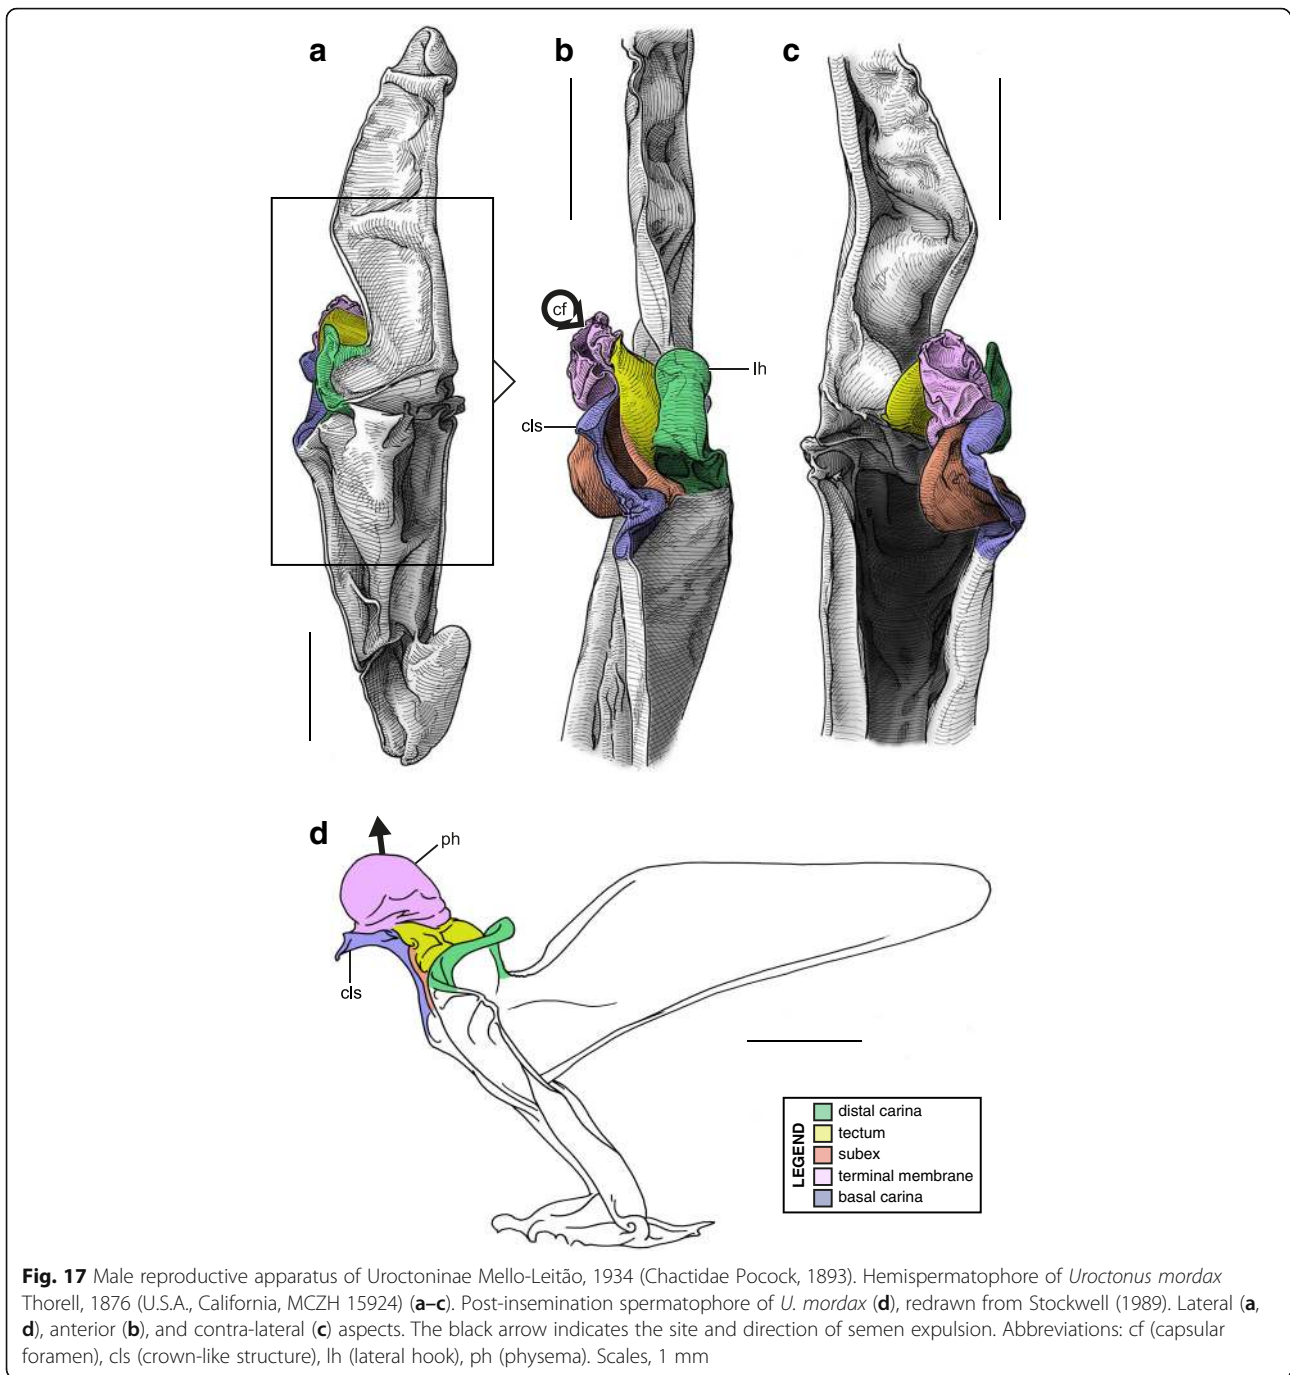 a
b
c
cf
lh
cls
d
ph
cls
LEGEND
distal carina
tectum
subex
terminal membrane
basal carina
Fig. 17 Male reproductive apparatus of Uroctoninae Mello-Leitão, 1934 (Chactidae Pocock, 1893). Hemispermatophore of Uroctonus mordax
Thorell, 1876 (U.S.A., California, MCZH 15924) (a–c). Post-insemination spermatophore of U. mordax (d), redrawn from Stockwell (1989). Lateral (a,
d), anterior (b), and contra-lateral (c) aspects. The black arrow indicates the site and direction of semen expulsion. Abbreviations: cf (capsular
foramen), cls (crown-like structure), lh (lateral hook), ph (physema). Scales, 1 mm